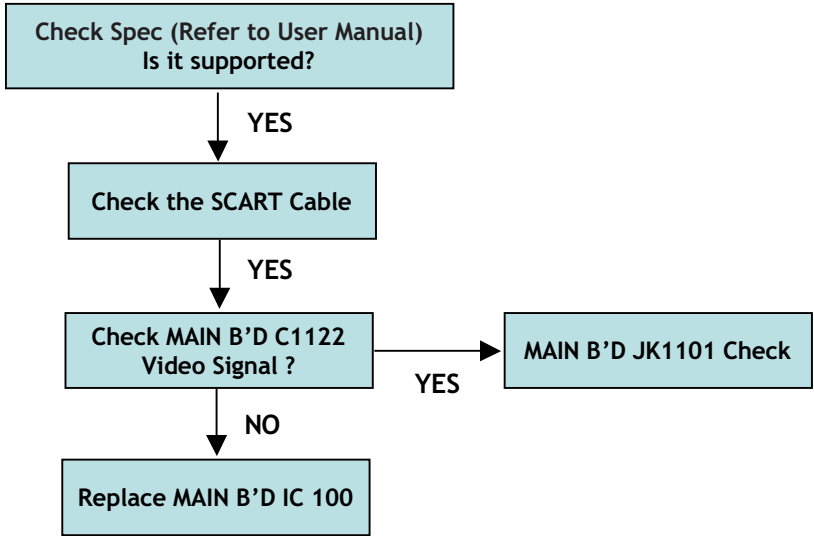 Check Spec (Refer to User Manual)
Is it supported?
YES
Check the SCART Cable
YES
Check MAIN B’D C1122
Video Signal ?
YES
MAIN B’D JK1101 Check
NO
Replace MAIN B’D IC 100